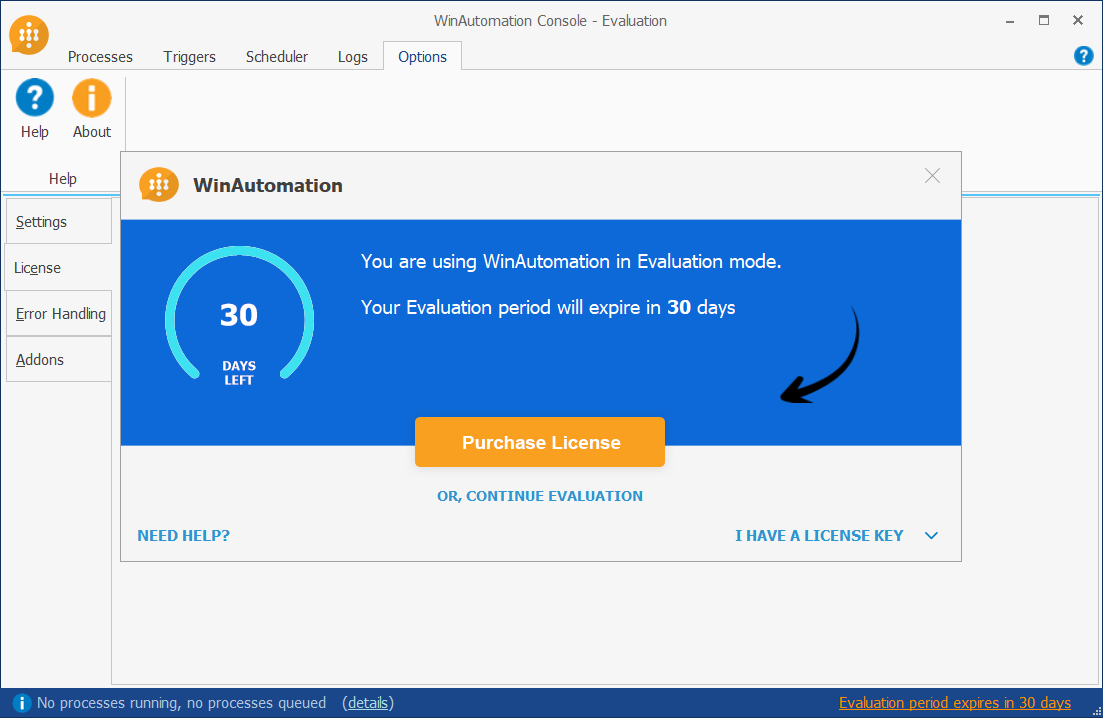 WinAutomation Console - Evaluation
Processes Triggers Scheduler Logs Options
?
? i
Help About
Help
WinAutomation
Settings
License
Error Handling
Addons
You are using WinAutomation in Evaluation mode.
Your Evaluation period will expire in 30 days
30
DAYS
LEFT
Purchase License
OR, CONTINUE EVALUATION
NEED HELP?
I HAVE A LICENSE KEY
i No processes running, no processes queued (details)
Evaluation period expires in 30 days